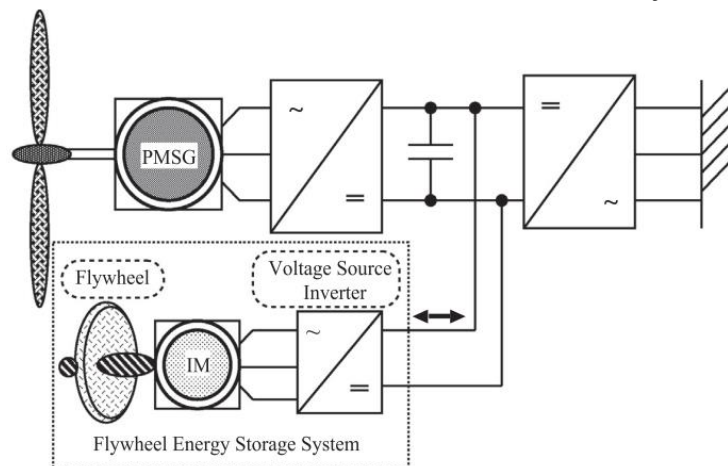 ~
=
PMSG
=
~
Flywheel
Voltage Source
Inverter
~
IM
=
Flywheel Energy Storage System